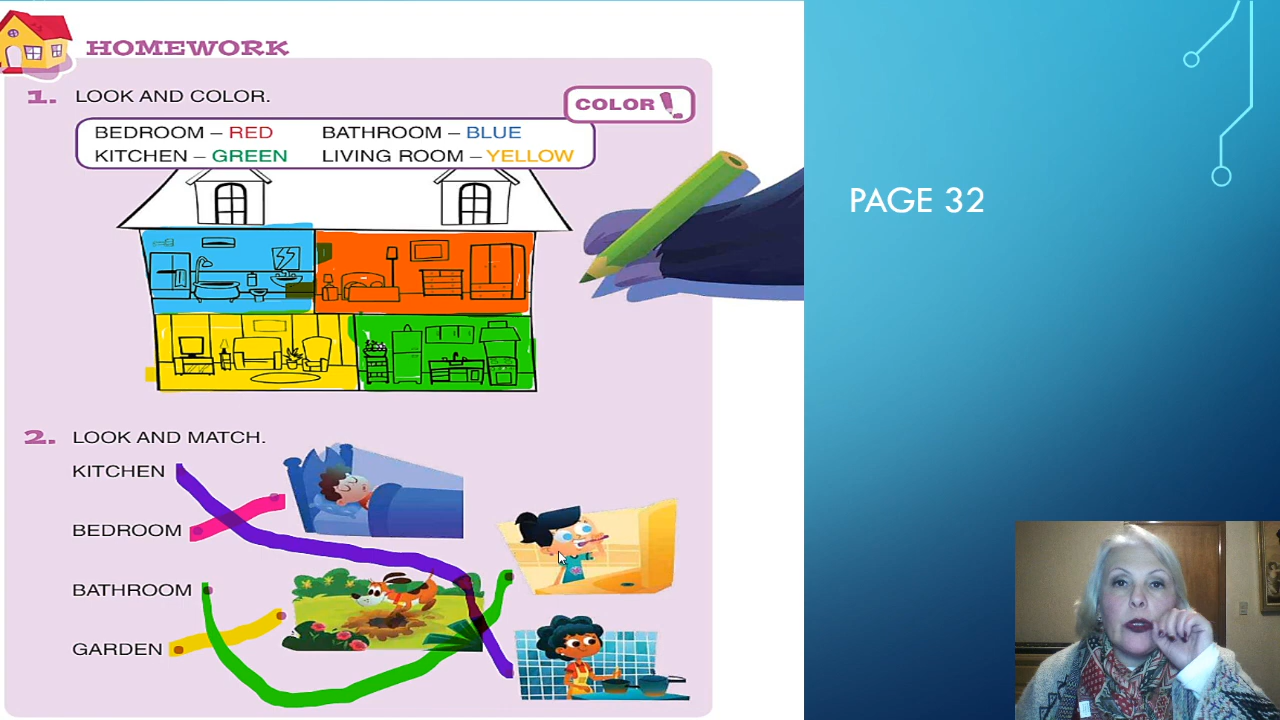 HOMEWORK
1. LOOK AND COLOR.
COLOR
BEDROOM – RED BATHROOM – BLUE
KITCHEN – GREEN LIVING ROOM – YELLOW
PAGE 32
2. LOOK AND MATCH.
KITCHEN
BEDROOM
BATHROOM
GARDEN